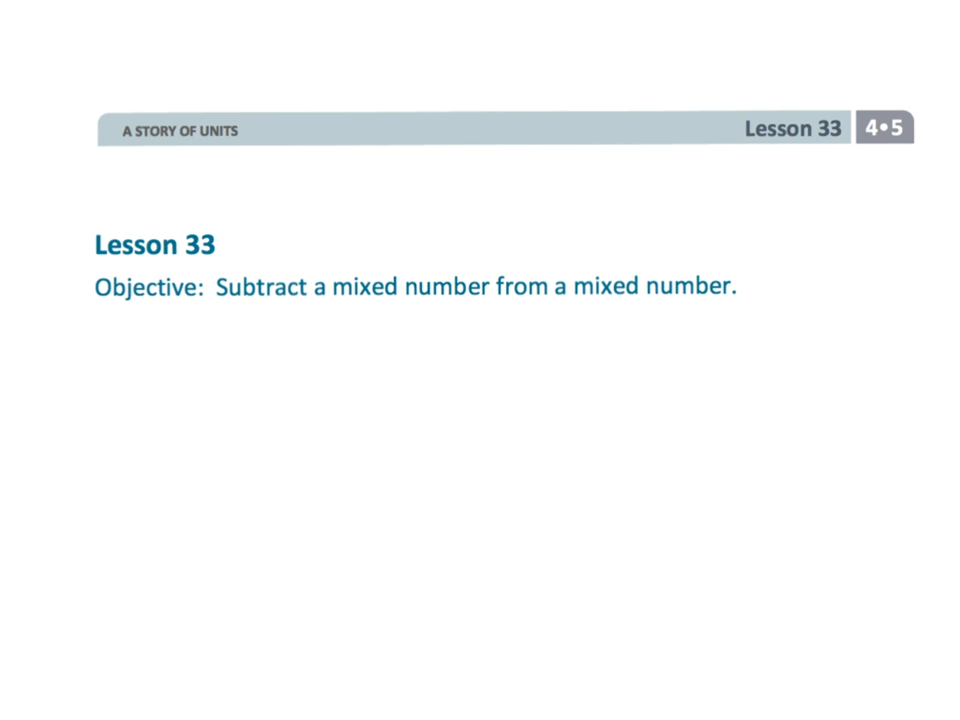 A STORY OF UNITS
Lesson 33
4•5
Lesson 33
Objective: Subtract a mixed number from a mixed number.